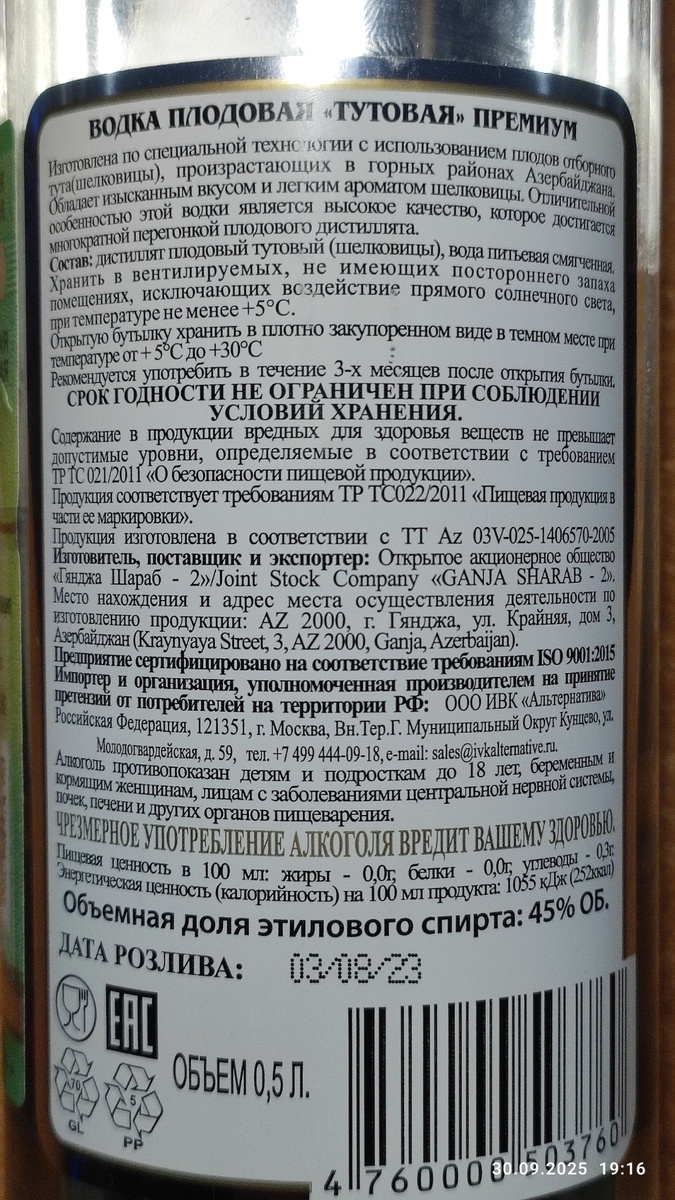 ВОДКА ПЛОДОВАЯ «ТУТОВАЯ» ПРЕМИУМ
Изготовлена по специальной технологии с использованием плодов отборного
тута(шелковицы), произрастающих в горных районах Азербайджана.
Обладает изысканным вкусом и легким ароматом шелковицы. Отличительной
особенностью этой водки является высокое качество, которое достигается
многократной перегонкой плодового дистиллята.
Состав: дистиллят плодовый тутовый (шелковицы), вода питьевая смягченная.
Хранить в вентилируемых, не имеющих постороннего запаха
помещениях, исключающих воздействие прямого солнечного света,
при температуре не менее +5°С.
Открытую бутылку хранить в плотно закупоренном виде в темном месте при
температуре от + 5°С до +30°С
Рекомендуется употребить в течение 3-х месяцев после открытия бутылки.
СРОК ГОДНОСТИ НЕ ОГРАНИЧЕН ПРИ СОБЛЮДЕНИИ
УСЛОВИЙ ХРАНЕНИЯ.
Содержание в продукции вредных для здоровья веществ не превышает
допустимые уровни, определяемые в соответствии с требованием
ТР ТС 021/2011 «О безопасности пищевой продукции».
Продукция соответствует требованиям ТР ТС022/2011 «Пищевая продукция в
части ее маркировки».
Продукция изготовлена в соответствии с ТТ Az 03V-025-1406570-2005
Изготовитель, поставщик и экспортер: Открытое акционерное общество
«Гянджа Шараб - 2»/Joint Stock Company «GANJA SHARAB - 2».
Место нахождения и адрес места осуществления деятельности по
изготовлению продукции: AZ 2000, г. Гянджа, ул. Крайняя, дом 3,
Азербайджан (Kraynyaya Street, 3, AZ 2000, Ganja, Azerbaijan).
Предприятие сертифицировано на соответствие требованиям ISO 9001:2015
Импортер и организация, уполномоченная производителем на принятие
претензий от потребителей на территории РФ: ООО ИВК «Альтернатива»
Российская Федерация, 121351, г. Москва, Вн.Тер.Г. Муниципальный Округ Кунцево, ул.
Молодогвардейская, д. 59, тел. +7 499 444-09-18, e-mail: sales@ivkalternative.ru.
Алкоголь противопоказан детям и подросткам до 18 лет, беременным и
кормящим женщинам, лицам с заболеваниями центральной нервной системы,
почек, печени и других органов пищеварения.
ЧРЕЗМЕРНОЕ УПОТРЕБЛЕНИЕ АЛКОГОЛЯ ВРЕДИТ ВАШЕМУ ЗДОРОВЬЮ.
Пищевая ценность в 100 мл: жиры - 0,0г, белки - 0,0г, углеводы - 0,3г.
Энергетическая ценность (калорийность) на 100 мл продукта: 1055 кДж (252ккал)
Объемная доля этилового спирта: 45% ОБ.
ДАТА РОЗЛИВА: 03/08/23
EAC
ОБЪЕМ 0,5 Л.
70
GL
5
PP
4 760000 503760
30.09.2025 19:16